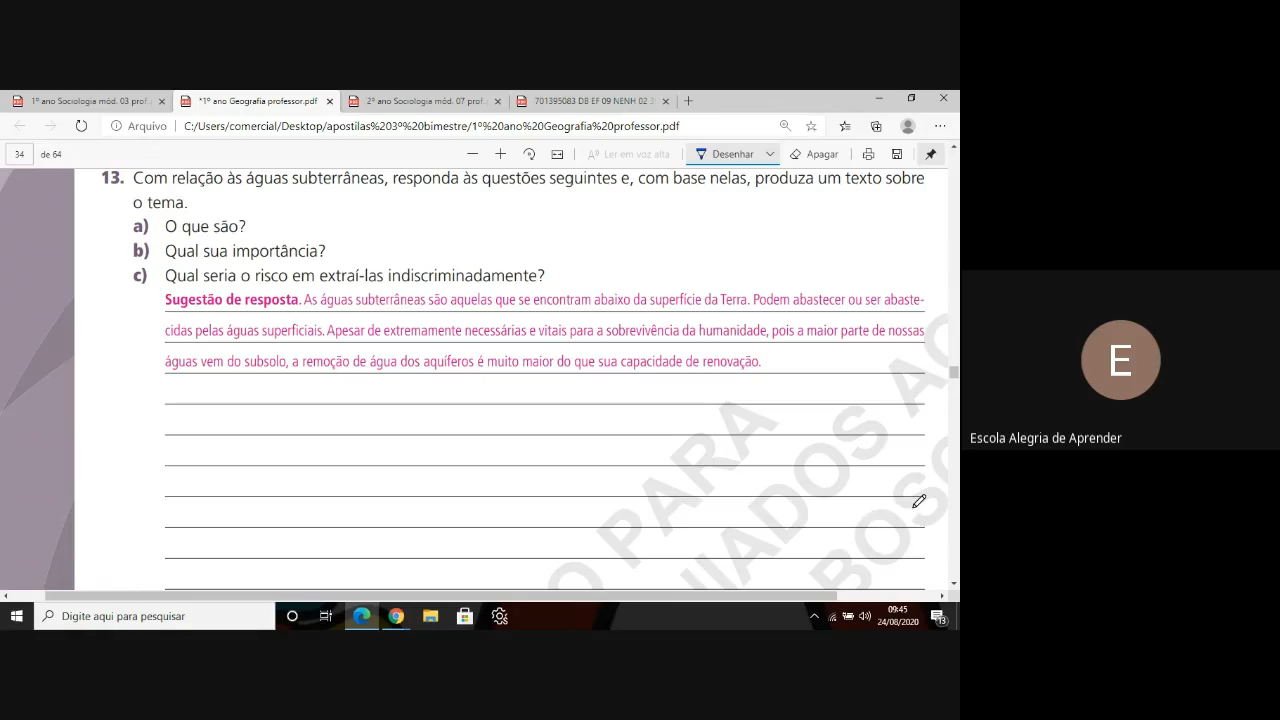 1º ano Sociologia mód. 03 prof.
*1º ano Geografia professor.pdf
2º ano Sociologia mód. 07 prof.
701395083 DB EF 09 NENH 02
Arquivo
C:/Users/comercial/Desktop/apostilas%203º%20bimestre/1º%20ano%20Geografia%20professor.pdf
34 de 64
Ler em voz alta
Desenhar
Apagar
13. Com relação às águas subterrâneas, responda às questões seguintes e, com base nelas, produza um texto sobre
o tema.
a) O que são?
b) Qual sua importância?
c) Qual seria o risco em extraí-las indiscriminadamente?
Sugestão de resposta. As águas subterrâneas são aquelas que se encontram abaixo da superfície da Terra. Podem abastecer ou ser abaste-
cidas pelas águas superficiais. Apesar de extremamente necessárias e vitais para a sobrevivência da humanidade, pois a maior parte de nossas
águas vem do subsolo, a remoção de água dos aquíferos é muito maior do que sua capacidade de renovação.
O PARA
E
Escola Alegria de Aprender
Digite aqui para pesquisar
09:45
24/08/2020
13